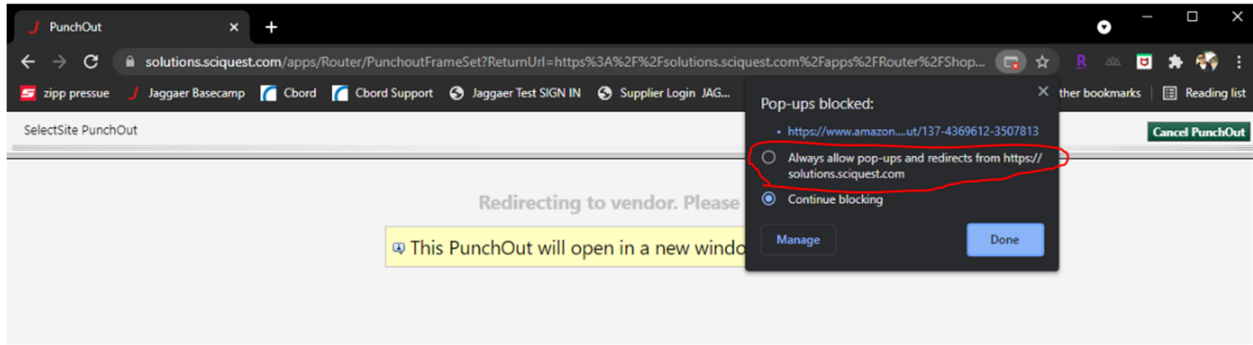 PunchOut
solutions.sciquest.com/apps/Router/PunchoutFrameSet?ReturnUrl=https%3A%2F%2Fsolutions.sciquest.com%2Fapps%2FRouter%2FShop...
zipp pressue Jaggaer Basecamp Cbord Cbord Support Jaggaer Test SIGN IN Supplier Login JAG... ther bookmarks Reading list
SelectSite PunchOut
Cancel PunchOut
Pop-ups blocked:
https://www.amazon....ut/137-4369612-3507813
Always allow pop-ups and redirects from https://
solutions.sciquest.com
Continue blocking
Manage Done
Redirecting to vendor. Please
This PunchOut will open in a new windo